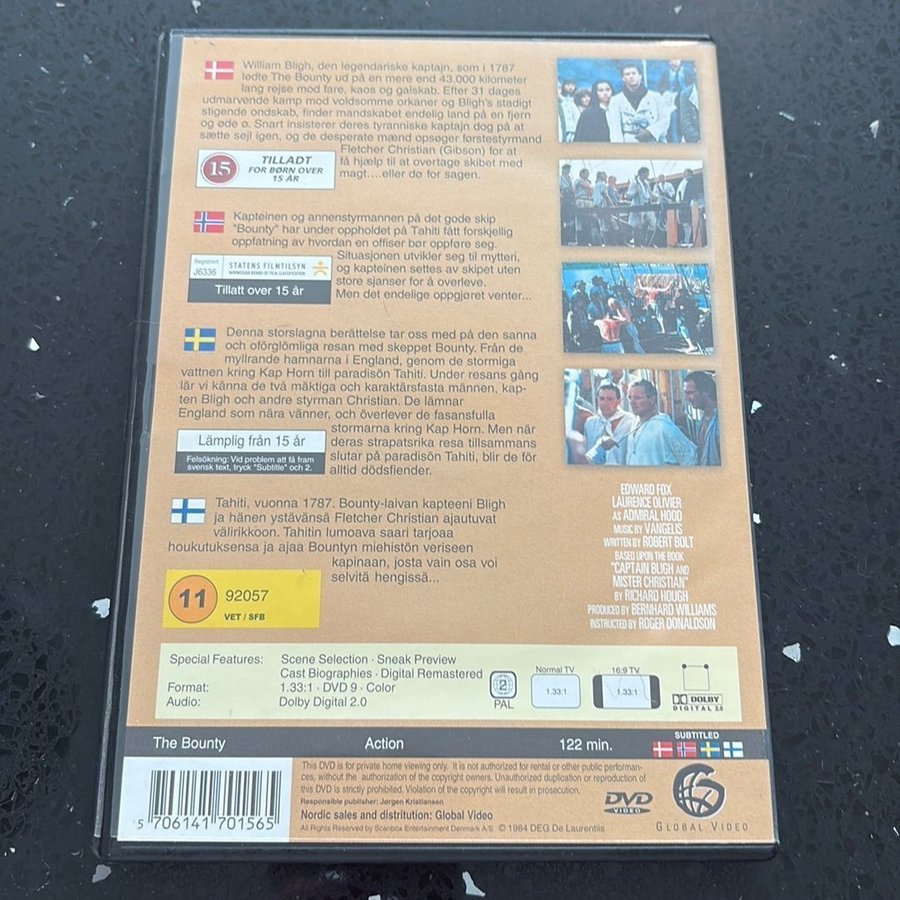 William Bligh, den legendariske kaptajn, som i 1787
ledte The Bounty ud på en mere end 43.000 kilometer
lang rejse mod fare, kaos og galskab. Efter 31 dages
udmarvende kamp mod voldsomme orkaner og Bligh's stadigt
stigende ondskab, finder mandskabet endelig land på en fjern
og øde ø. Snart insisterer deres tyranniske kaptajn dog på at
sætte sejl igen, og de desperate mænd opsøger førstestyrmand
Fletcher Christian (Gibson) for at
få hjælp til at overtage skibet med
magt....eller dø for sagen.
15
TILLADT
FOR BØRN OVER
15 ÅR
Kapteinen og annenstyrmannen på det gode skip
"Bounty" har under oppholdet på Tahiti fått forskjellig
oppfatning av hvordan en offiser bør oppføre seg.
Situasjonen utvikler seg til mytteri,
og kapteinen settes av skipet uten
store sjanser for å overleve.
Men det endelige oppgjøret venter...
Registrert
J6336
STATENS FILMTILSYN
NORWEGIAN BOARD OF FILM CLASSIFICATION
Tillatt over 15 år
Denna storslagna berättelse tar oss med på den sanna
och oförglömliga resan med skeppet Bounty. Från de
myllrande hamnarna i England, genom de stormiga
vattnen kring Kap Horn till paradisön Tahiti. Under resans gång
lär vi känna de två mäktiga och karaktärsfasta männen, kap-
ten Bligh och andre styrman Christian. De lämnar
England som nära vänner, och överlever de fasansfulla
stormarna kring Kap Horn. Men när
deras strapatsrika resa tillsammans
slutar på paradisön Tahiti, blir de för
alltid dödsfiender.
Lämplig från 15 år
Felsökning: Vid problem att få fram
svensk text, tryck "Subtitle" och 2.
Tahiti, vuonna 1787. Bounty-laivan kapteeni Bligh
ja hänen ystävänsä Fletcher Christian ajautuvat
välirikkoon. Tahitin lumoava saari tarjoaa
houkutuksensa ja ajaa Bountyn miehistön veriseen
kapinaan, josta vain osa voi
selvitä hengissä...
11
92057
VET / SFB
EDWARD FOX
LAURENCE OLIVIER
AS ADMIRAL HOOD
MUSIC BY VANGELIS
WRITTEN BY ROBERT BOLT
BASED UPON THE BOOK
"CAPTAIN BLIGH AND
MISTER CHRISTIAN"
BY RICHARD HOUGH
PRODUCED BY BERNHARD WILLIAMS
INSTRUCTED BY ROGER DONALDSON
Special Features: Scene Selection · Sneak Preview
Cast Biographies · Digital Remastered
Format: 1.33:1 · DVD 9 · Color
Audio: Dolby Digital 2.0
2
PAL
Normal TV
1.33:1
16:9 TV
1.33:1
DOLBY
DIGITAL 2.0
The Bounty Action 122 min.
SUBTITLED
5 706141 701565
This DVD is for private home viewing only. It is not authorized for rental or other public performan-
ces, without the authorization of the copyright owners. Unauthorized duplication or reproduction of
this DVD is strictly prohibited. Violation of the copyright will result in prosecution.
Responsible publisher: Jørgen Kristiansen
Nordic sales and distritution: Global Video
All Rights Reserved by Scanbox Entertainment Denmark A/S © 1984 DEG De Laurentiis
DVD
VIDEO
GLOBAL VIDEO